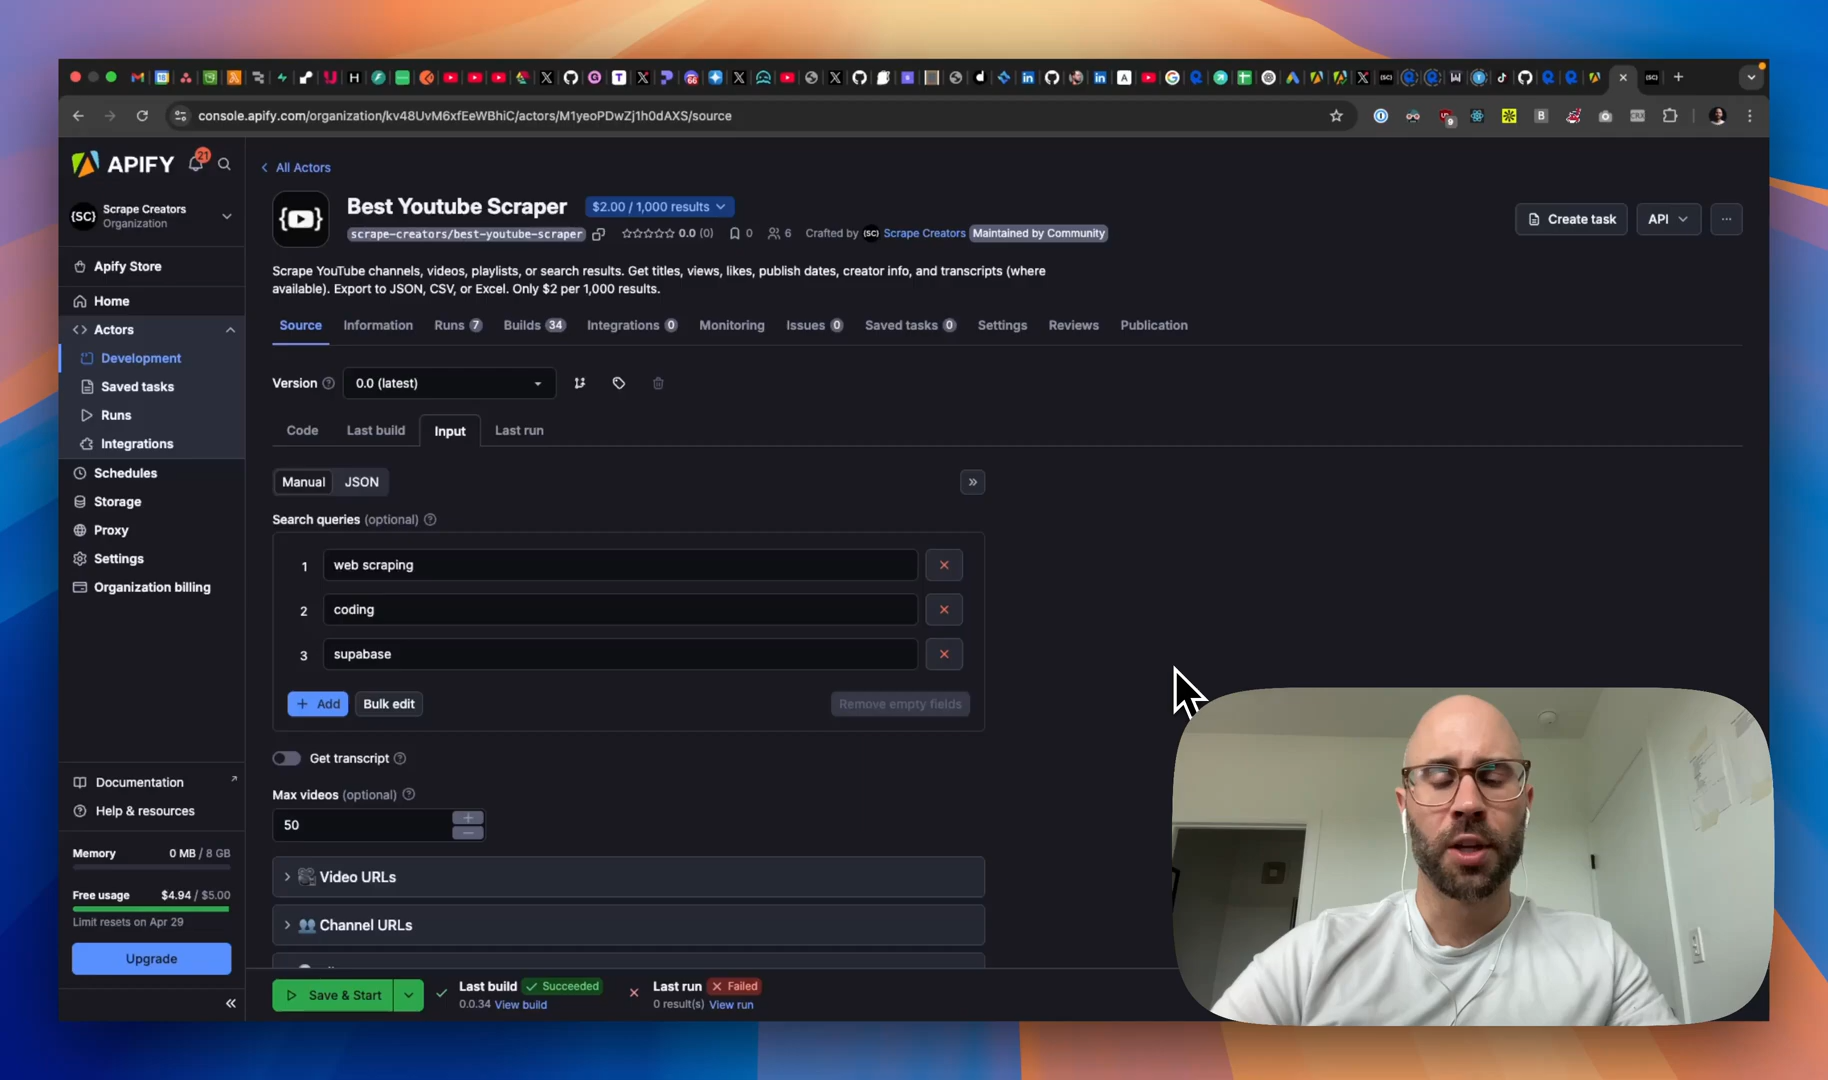 console.apify.com/organization/kv48UvM6xfEeWBhiC/actors/M1yeoPDwZj1h0dAXS/source
APIFY
21
{SC}
Scrape Creators
Organization
Apify Store
Home
Actors
Development
Saved tasks
Runs
Integrations
Schedules
Storage
Proxy
Settings
Organization billing
Documentation
Help & resources
Memory 0 MB / 8 GB
Free usage $4.94 / $5.00
Limit resets on Apr 29
Upgrade
All Actors
Best Youtube Scraper $2.00 / 1,000 results
scrape-creators/best-youtube-scraper 0.0 (0) 0 6 Crafted by {SC} Scrape Creators Maintained by Community
Create task API
Scrape YouTube channels, videos, playlists, or search results. Get titles, views, likes, publish dates, creator info, and transcripts (where
available). Export to JSON, CSV, or Excel. Only $2 per 1,000 results.
Source Information Runs 7 Builds 34 Integrations 0 Monitoring Issues 0 Saved tasks 0 Settings Reviews Publication
Version 0.0 (latest)
Code Last build Input Last run
Manual JSON
Search queries (optional)
1 web scraping
2 coding
3 supabase
+ Add Bulk edit Remove empty fields
Get transcript
Max videos (optional)
50
Video URLs
Channel URLs
Save & Start
Last build Succeeded
0.0.34 View build
Last run Failed
0 result(s) View run